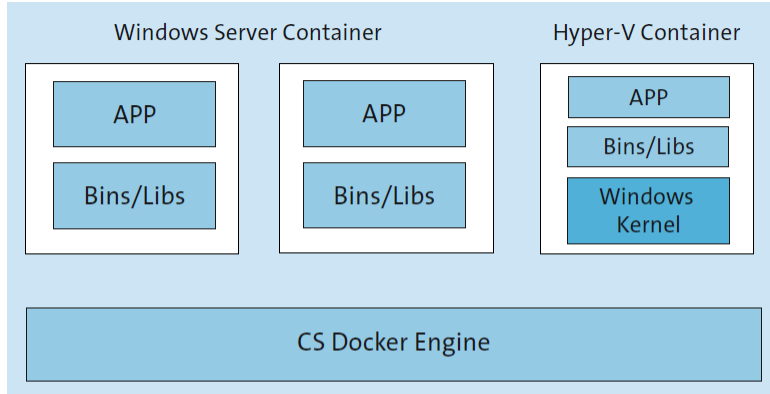 Windows Server Container
Hyper-V Container
APP
APP
APP
Bins/Libs
Bins/Libs
Bins/Libs
Windows
Kernel
CS Docker Engine